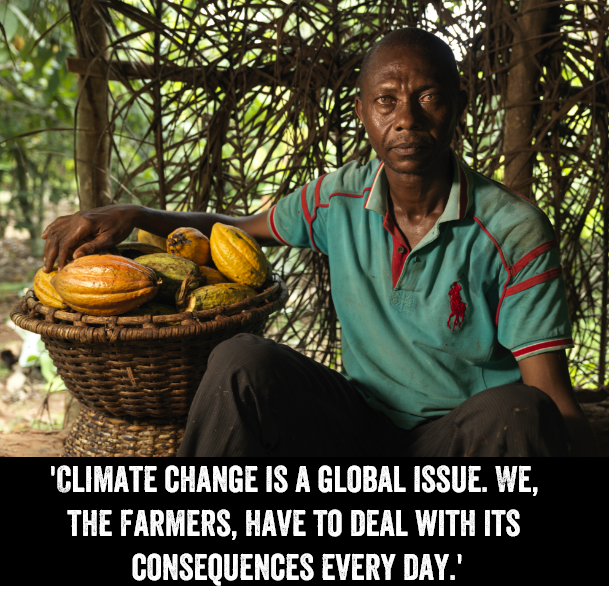 'CLIMATE CHANGE IS A GLOBAL ISSUE. WE,
THE FARMERS, HAVE TO DEAL WITH ITS
CONSEQUENCES EVERY DAY.'